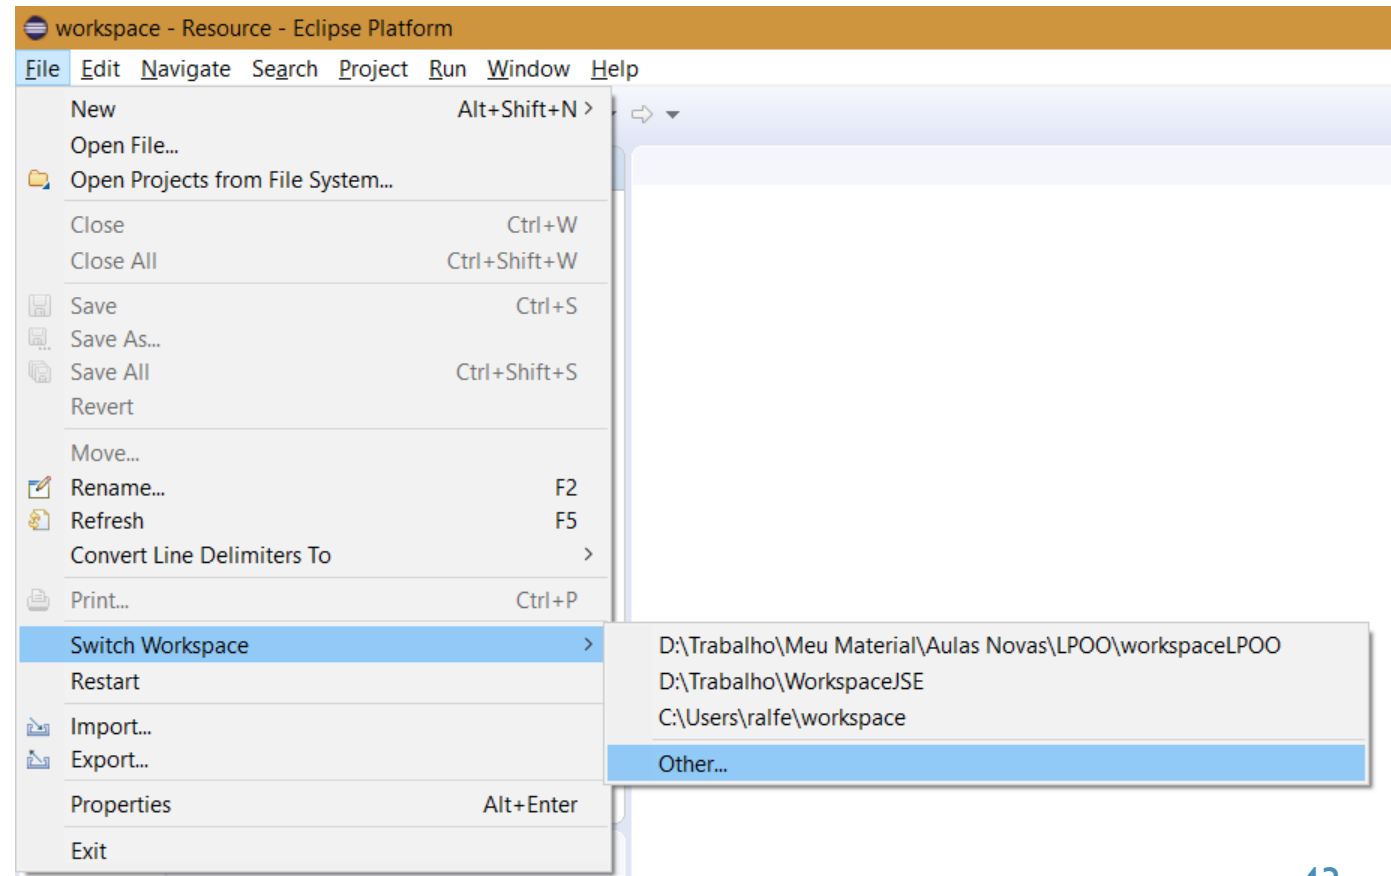 workspace - Resource - Eclipse Platform
File Edit Navigate Search Project Run Window Help
New Alt+Shift+N >
Open File...
Open Projects from File System...
Close Ctrl+W
Close All Ctrl+Shift+W
Save Ctrl+S
Save As...
Save All Ctrl+Shift+S
Revert
Move...
Rename... F2
Refresh F5
Convert Line Delimiters To >
Print... Ctrl+P
Switch Workspace >
Restart
Import...
Export...
Properties Alt+Enter
Exit
D:\Trabalho\Meu Material\Aulas Novas\LPOO\workspaceLPOO
D:\Trabalho\WorkspaceJSE
C:\Users\ralfe\workspace
Other...